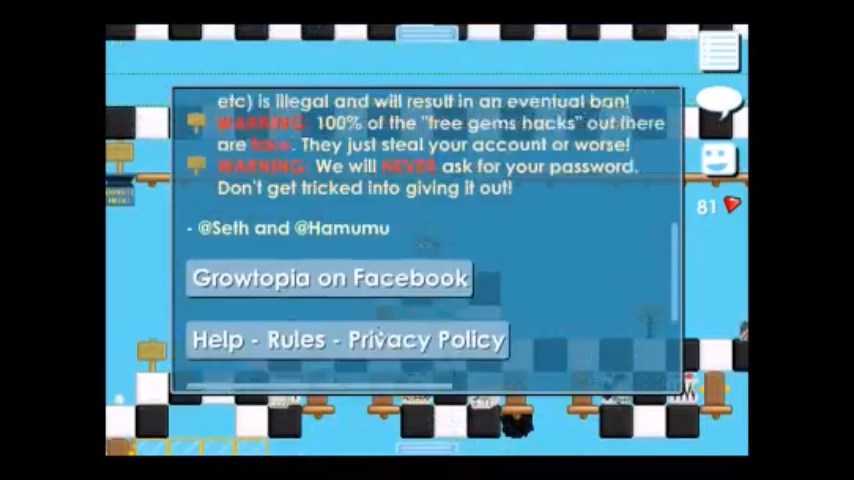 etc) is illegal and will result in an eventual ban!
WARNING: 100% of the "free gems hacks" out there
are fake. They just steal your account or worse!
WARNING: We will NEVER ask for your password.
Don't get tricked into giving it out!
81
- @Seth and @Hamumu
Growtopia on Facebook
Help - Rules - Privacy Policy